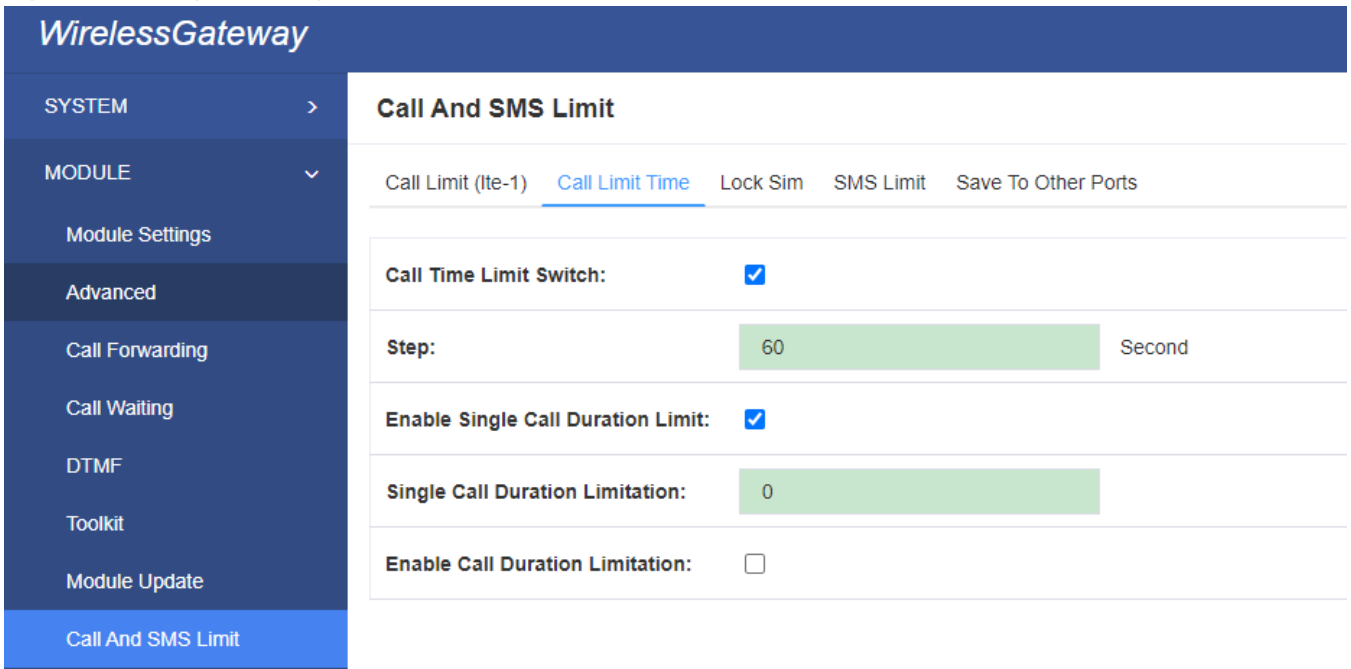 WirelessGateway
SYSTEM
MODULE
Module Settings
Advanced
Call Forwarding
Call Waiting
DTMF
Toolkit
Module Update
Call And SMS Limit
Call And SMS Limit
Call Limit (lte-1) Call Limit Time Lock Sim SMS Limit Save To Other Ports
Call Time Limit Switch:
Step: 60 Second
Enable Single Call Duration Limit:
Single Call Duration Limitation: 0
Enable Call Duration Limitation: